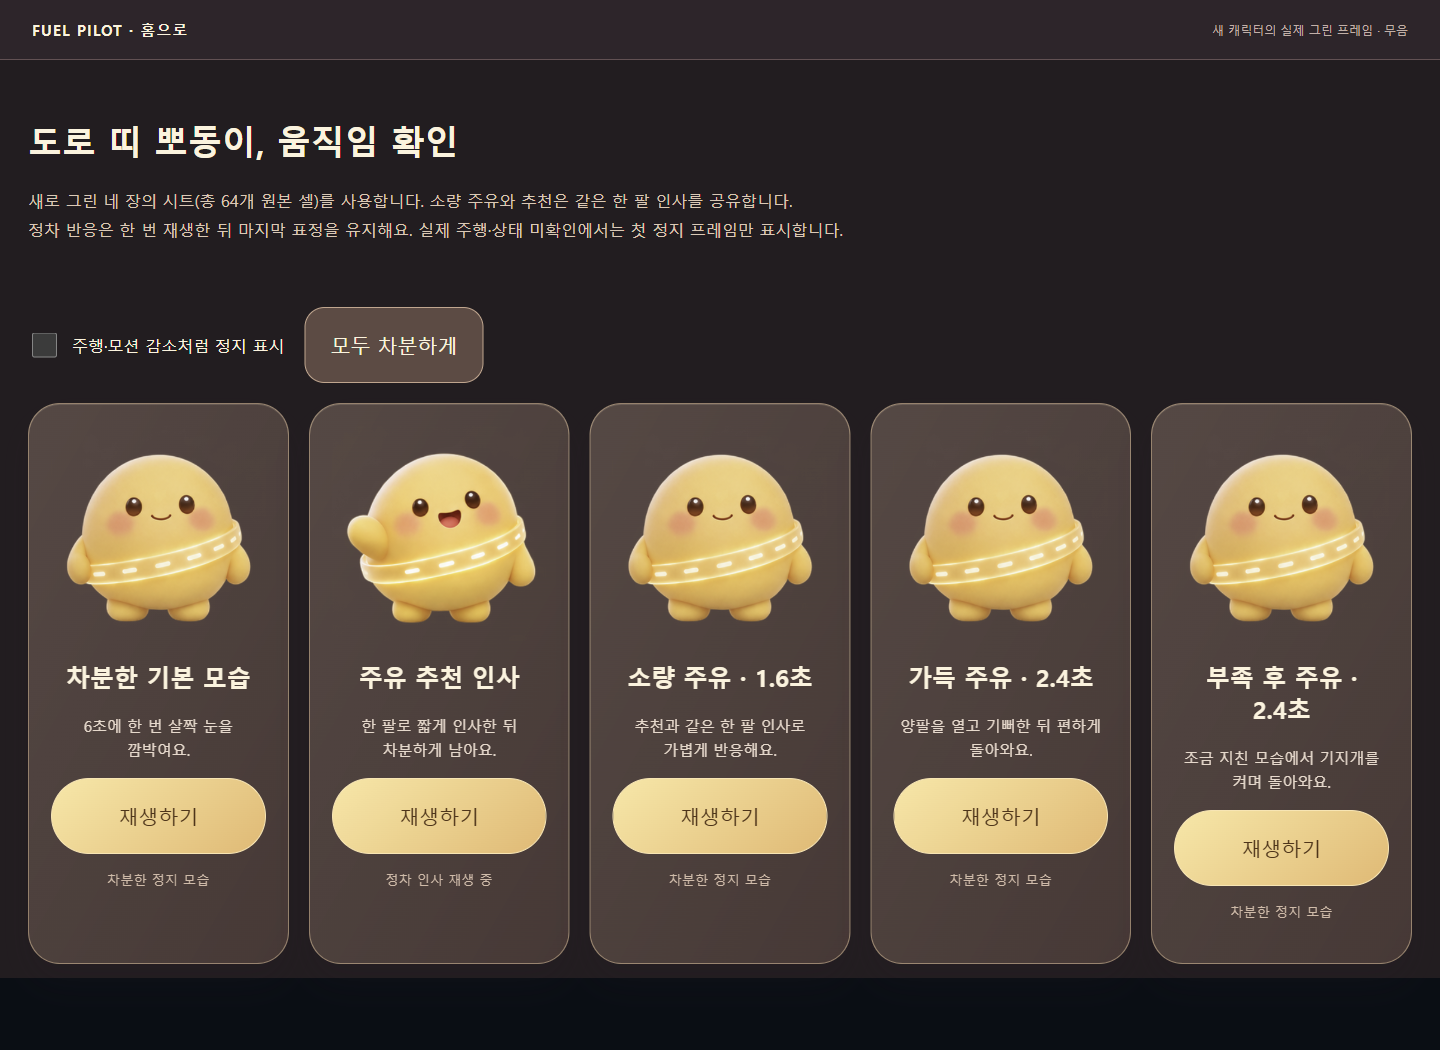 FUEL PILOT · 홈으로
새 캐릭터의 실제 그린 프레임 · 무음
도로 띠 뽀동이, 움직임 확인
새로 그린 네 장의 시트(총 64개 원본 셀)를 사용합니다. 소량 주유와 추천은 같은 한 팔 인사를 공유합니다.
정차 반응은 한 번 재생한 뒤 마지막 표정을 유지해요. 실제 주행·상태 미확인에서는 첫 정지 프레임만 표시합니다.
주행·모션 감소처럼 정지 표시
모두 차분하게
차분한 기본 모습
6초에 한 번 살짝 눈을
깜박여요.
재생하기
차분한 정지 모습
주유 추천 인사
한 팔로 짧게 인사한 뒤
차분하게 남아요.
재생하기
정차 인사 재생 중
소량 주유 · 1.6초
추천과 같은 한 팔 인사로
가볍게 반응해요.
재생하기
차분한 정지 모습
가득 주유 · 2.4초
양팔을 열고 기뻐한 뒤 편하게
돌아와요.
재생하기
차분한 정지 모습
부족 후 주유 ·
2.4초
조금 지친 모습에서 기지개를
켜며 돌아와요.
재생하기
차분한 정지 모습